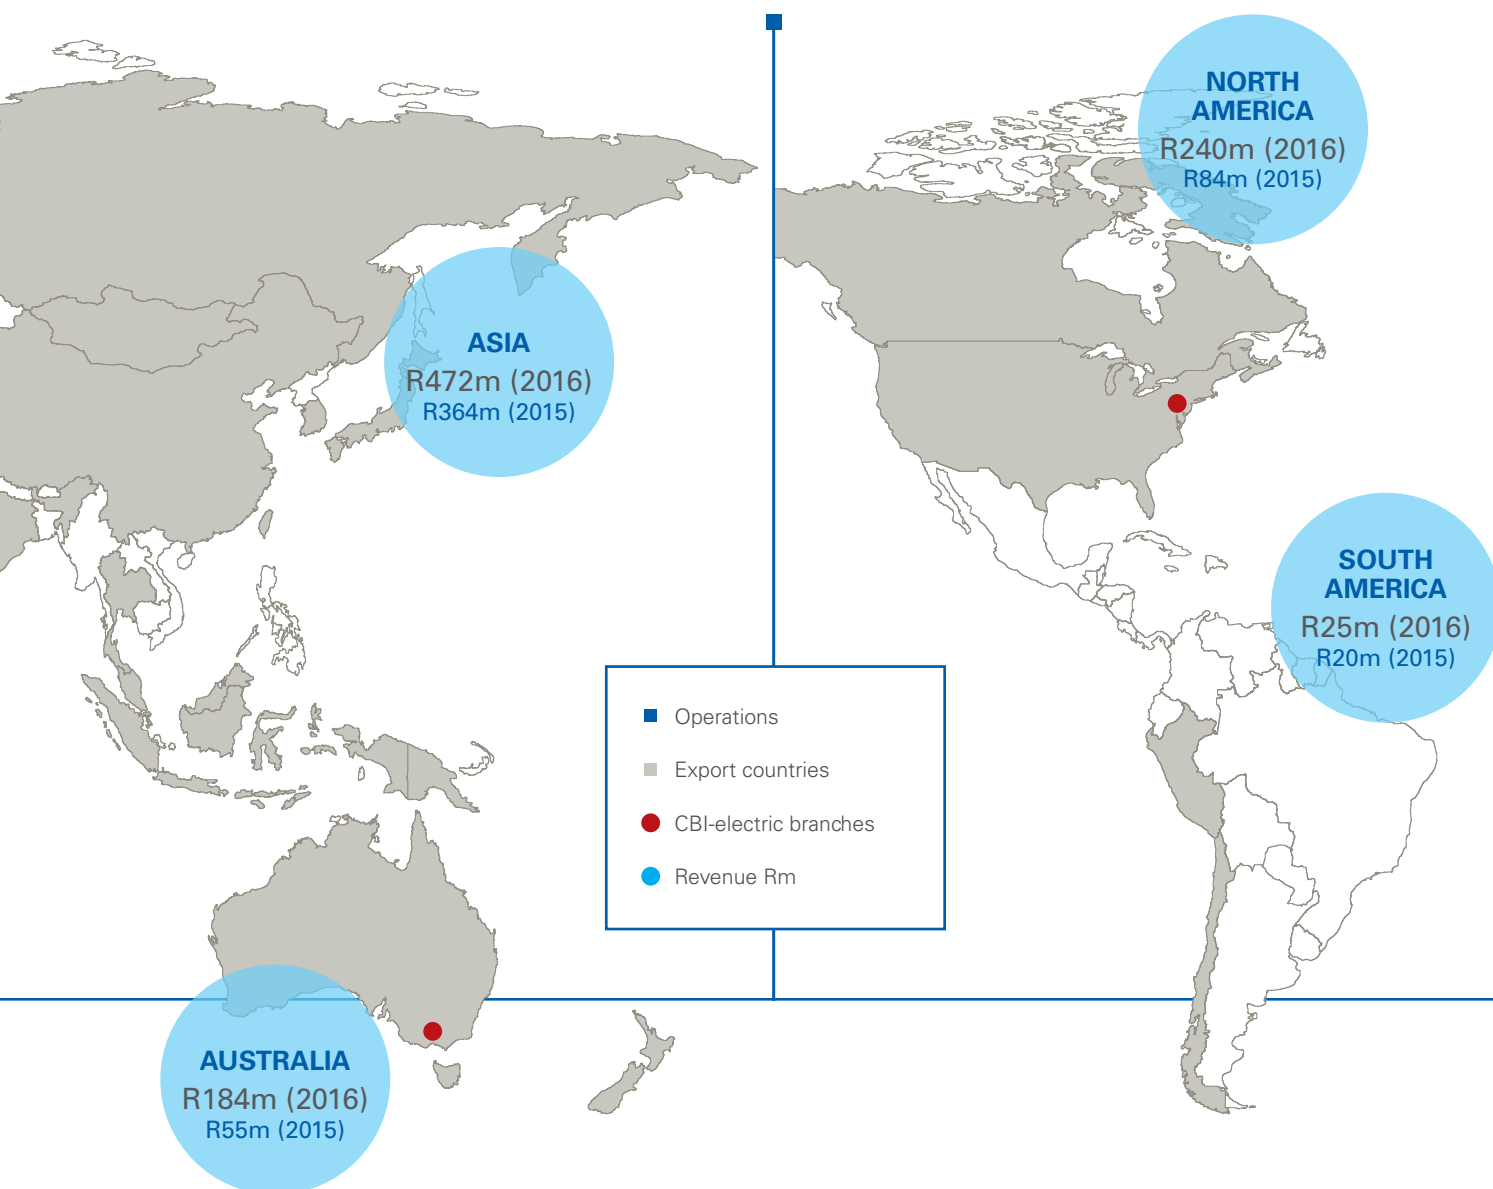 NORTH
AMERICA
R240m (2016)
R84m (2015)
ASIA
R472m (2016)
R364m (2015)
SOUTH
AMERICA
R25m (2016)
R20m (2015)
Operations
Export countries
CBI-electric branches
Revenue Rm
AUSTRALIA
R184m (2016)
R55m (2015)